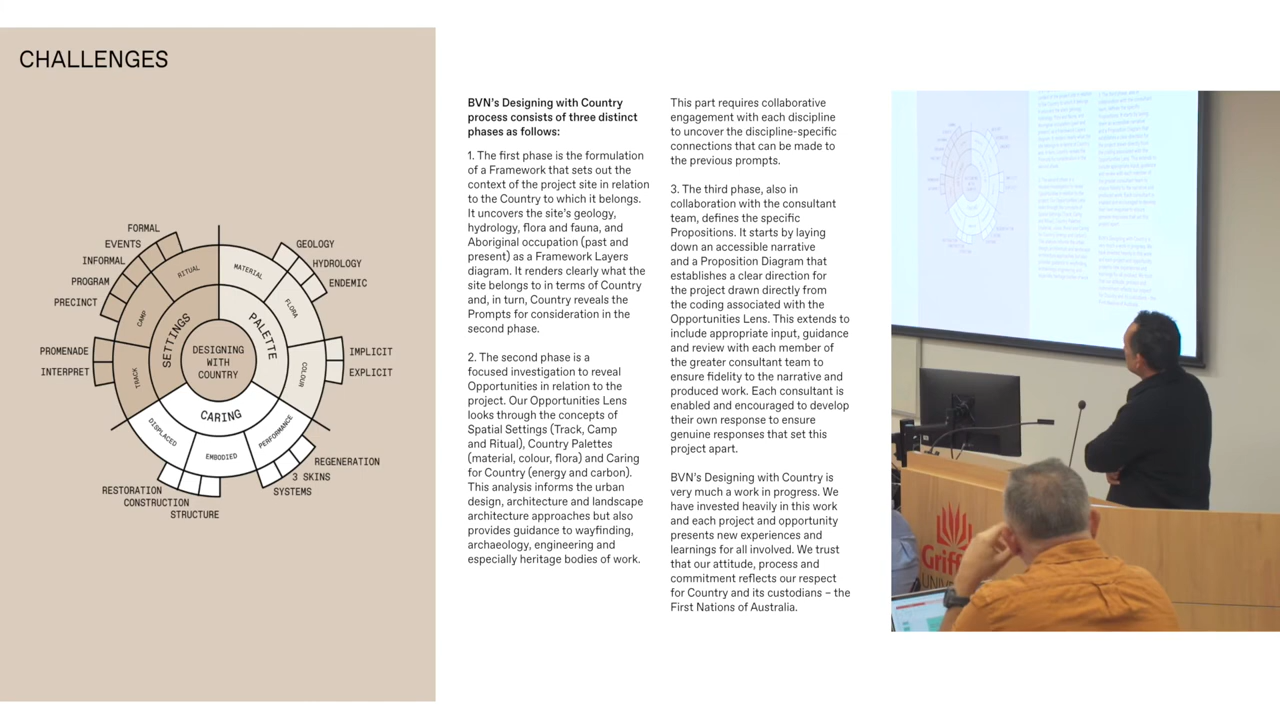 CHALLENGES
FORMAL
EVENTS
INFORMAL
PROGRAM
PRECINCT
PROMENADE
INTERPRET
RITUAL
CAMP
TRACK
SETTINGS
MATERIAL
FLORA
COLOUR
PALETTE
GEOLOGY
HYDROLOGY
ENDEMIC
IMPLICIT
EXPLICIT
DESIGNING
WITH
COUNTRY
CARING
DISPLACED
EMBODIED
PERFORMANCE
REGENERATION
3 SKINS
SYSTEMS
RESTORATION
CONSTRUCTION
STRUCTURE
BVN's Designing with Country
process consists of three distinct
phases as follows:
1. The first phase is the formulation
of a Framework that sets out the
context of the project site in relation
to the Country to which it belongs.
It uncovers the site's geology,
hydrology, flora and fauna, and
Aboriginal occupation (past and
present) as a Framework Layers
diagram. It renders clearly what the
site belongs to in terms of Country
and, in turn, Country reveals the
Prompts for consideration in the
second phase.
2. The second phase is a
focused investigation to reveal
Opportunities in relation to the
project. Our Opportunities Lens
looks through the concepts of
Spatial Settings (Track, Camp
and Ritual), Country Palettes
(material, colour, flora) and Caring
for Country (energy and carbon).
This analysis informs the urban
design, architecture and landscape
architecture approaches but also
provides guidance to wayfinding,
archaeology, engineering and
especially heritage bodies of work.
This part requires collaborative
engagement with each discipline
to uncover the discipline-specific
connections that can be made to
the previous prompts.
3. The third phase, also in
collaboration with the consultant
team, defines the specific
Propositions. It starts by laying
down an accessible narrative
and a Proposition Diagram that
establishes a clear direction for
the project drawn directly from
the coding associated with the
Opportunities Lens. This extends to
include appropriate input, guidance
and review with each member of
the greater consultant team to
ensure fidelity to the narrative and
produced work. Each consultant is
enabled and encouraged to develop
their own response to ensure
genuine responses that set this
project apart.
BVN's Designing with Country is
very much a work in progress. We
have invested heavily in this work
and each project and opportunity
presents new experiences and
learnings for all involved. We trust
that our attitude, process and
commitment reflects our respect
for Country and its custodians – the
First Nations of Australia.